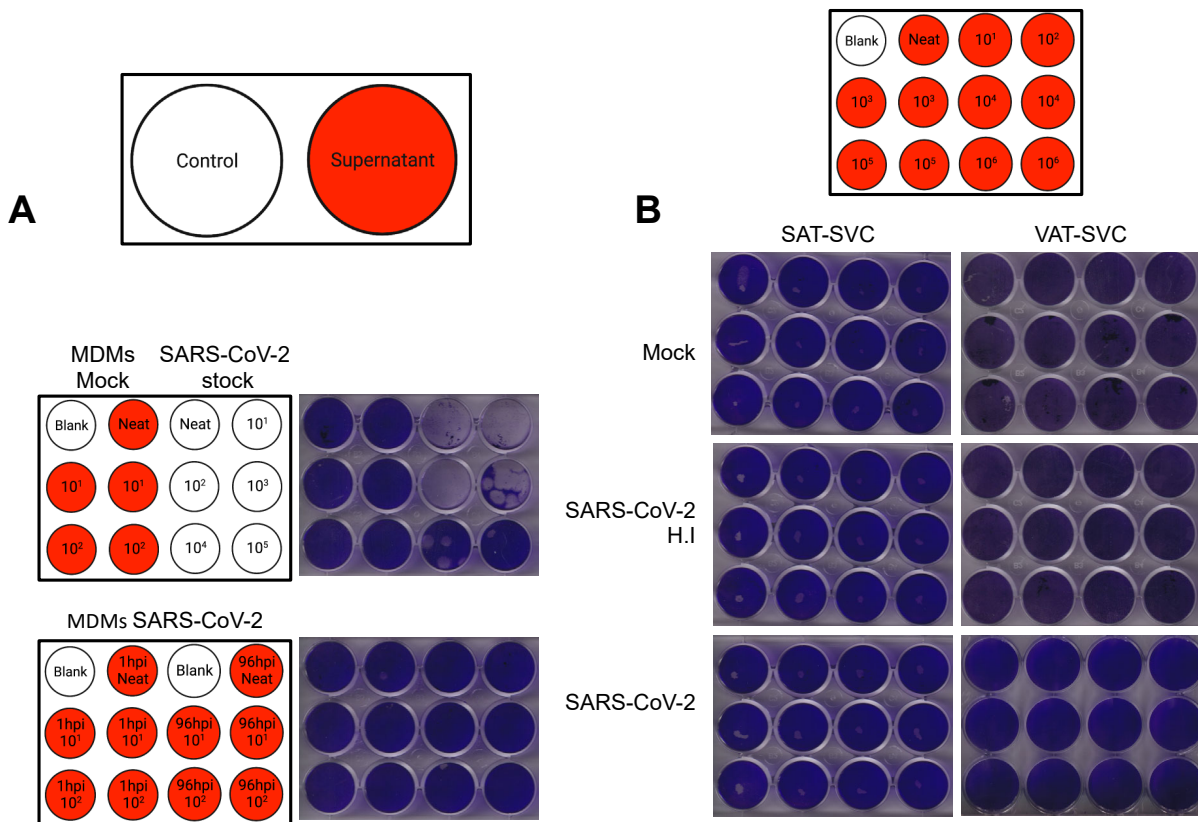 A
Control
Supernatant
MDMs
Mock
SARS-CoV-2
stock
Blank
Neat
Neat
10¹
10¹
10¹
10²
10³
10²
10²
10⁴
10⁵
MDMs SARS-CoV-2
Blank
1hpi
Neat
Blank
96hpi
Neat
1hpi
10¹
1hpi
10¹
96hpi
10¹
96hpi
10¹
1hpi
10²
1hpi
10²
96hpi
10²
96hpi
10²
B
Blank
Neat
10¹
10²
10³
10³
10⁴
10⁴
10⁵
10⁵
10⁶
10⁶
SAT-SVC
VAT-SVC
Mock
SARS-CoV-2
H.I
SARS-CoV-2